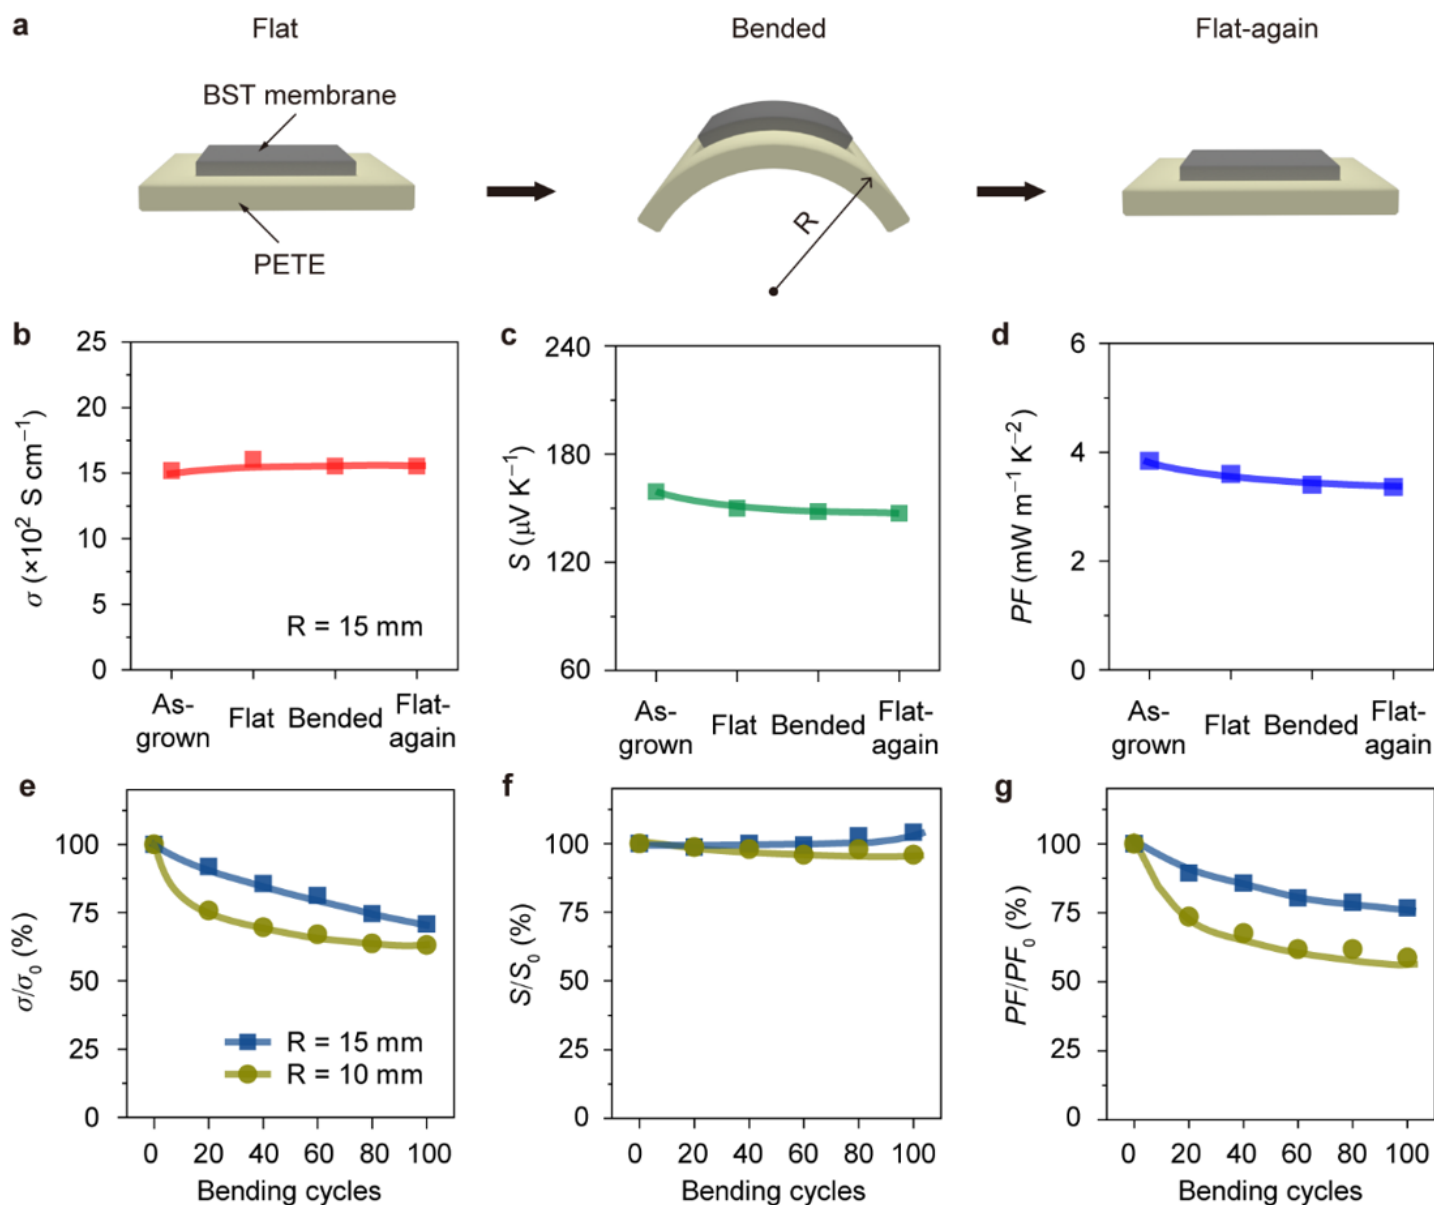 a
Flat
Bended
Flat-again
BST membrane
PETE
R
b
25
20
15
10
5
0
σ (×10² S cm⁻¹)
R = 15 mm
As-
grown
Flat
Bended
Flat-
again
c
240
180
120
60
S (μV K⁻¹)
As-
grown
Flat
Bended
Flat-
again
d
6
4
2
0
PF (mW m⁻¹ K⁻²)
As-
grown
Flat
Bended
Flat-
again
e
100
75
50
25
0
σ/σ₀ (%)
R = 15 mm
R = 10 mm
0 20 40 60 80 100
Bending cycles
f
100
75
50
25
0
S/S₀ (%)
0 20 40 60 80 100
Bending cycles
g
100
75
50
25
0
PF/PF₀ (%)
0 20 40 60 80 100
Bending cycles